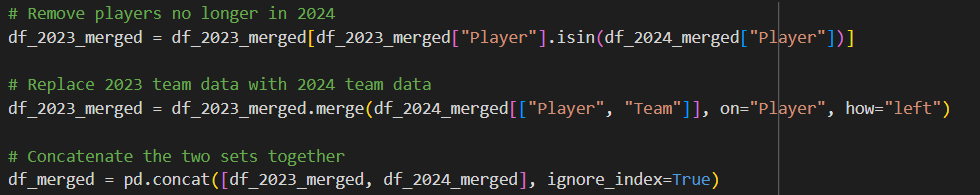 # Remove players no longer in 2024
df_2023_merged = df_2023_merged[df_2023_merged["Player"].isin(df_2024_merged["Player"])]
# Replace 2023 team data with 2024 team data
df_2023_merged = df_2023_merged.merge(df_2024_merged[["Player", "Team"]], on="Player", how="left")
# Concatenate the two sets together
df_merged = pd.concat([df_2023_merged, df_2024_merged], ignore_index=True)